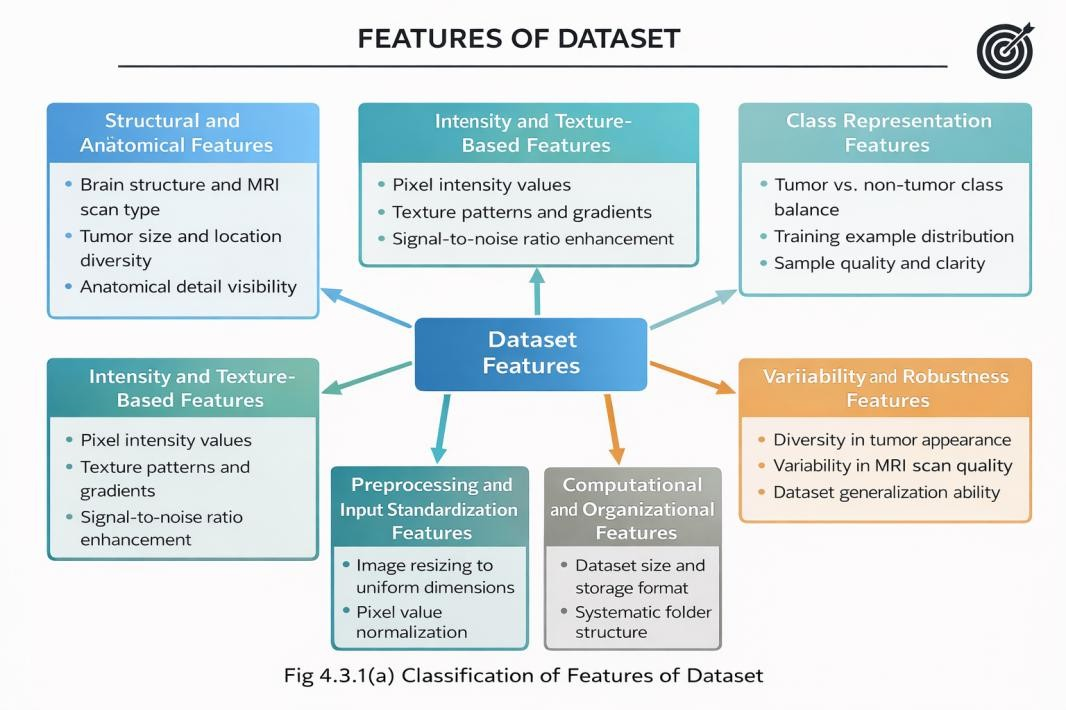 FEATURES OF DATASET
Structural and
Anätomical Features
• Brain structure and MRI
scan type
• Tumor size and location
diversity
• Anatomical detail visibility
Intensity and Texture-
Based Features
• Pixel intensity values
• Texture patterns and gradients
• Signal-to-noise ratio enhancement
Class Representation
Features
• Tumor vs. non-tumor class
balance
• Training example distribution
• Sample quality and clarity
Dataset
Features
Intensity and Texture-
Based Features
• Pixel intensity values
• Texture patterns and
gradients
• Signal-to-noise ratio
enhancement
Preprocessing and
Input Standardization
Features
• Image resizing to
uniform dimensions
• Pixel value
normalization
Computational
and Organizational
Features
• Dataset size and
storage format
• Systematic folder
structure
Variiability and Robustness
Features
• Diversity in tumor appearance
• Variability in MRI scan quality
• Dataset generalization ability
Fig 4.3.1(a) Classification of Features of Dataset